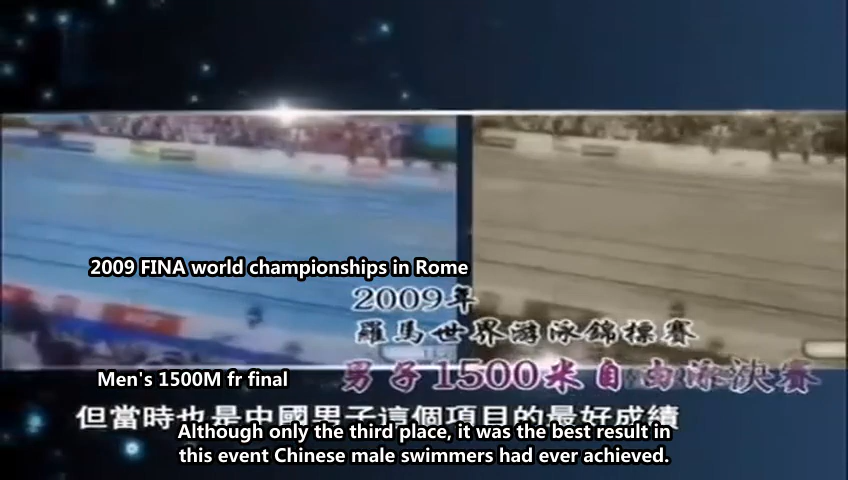 2009 FINA world championships in Rome
2009年
羅馬世界游泳錦標賽
Men's 1500M fr final
男子1500米自由泳決賽
但當時也是中國男子這個項目的最好成績
Although only the third place, it was the best result in
this event Chinese male swimmers had ever achieved.